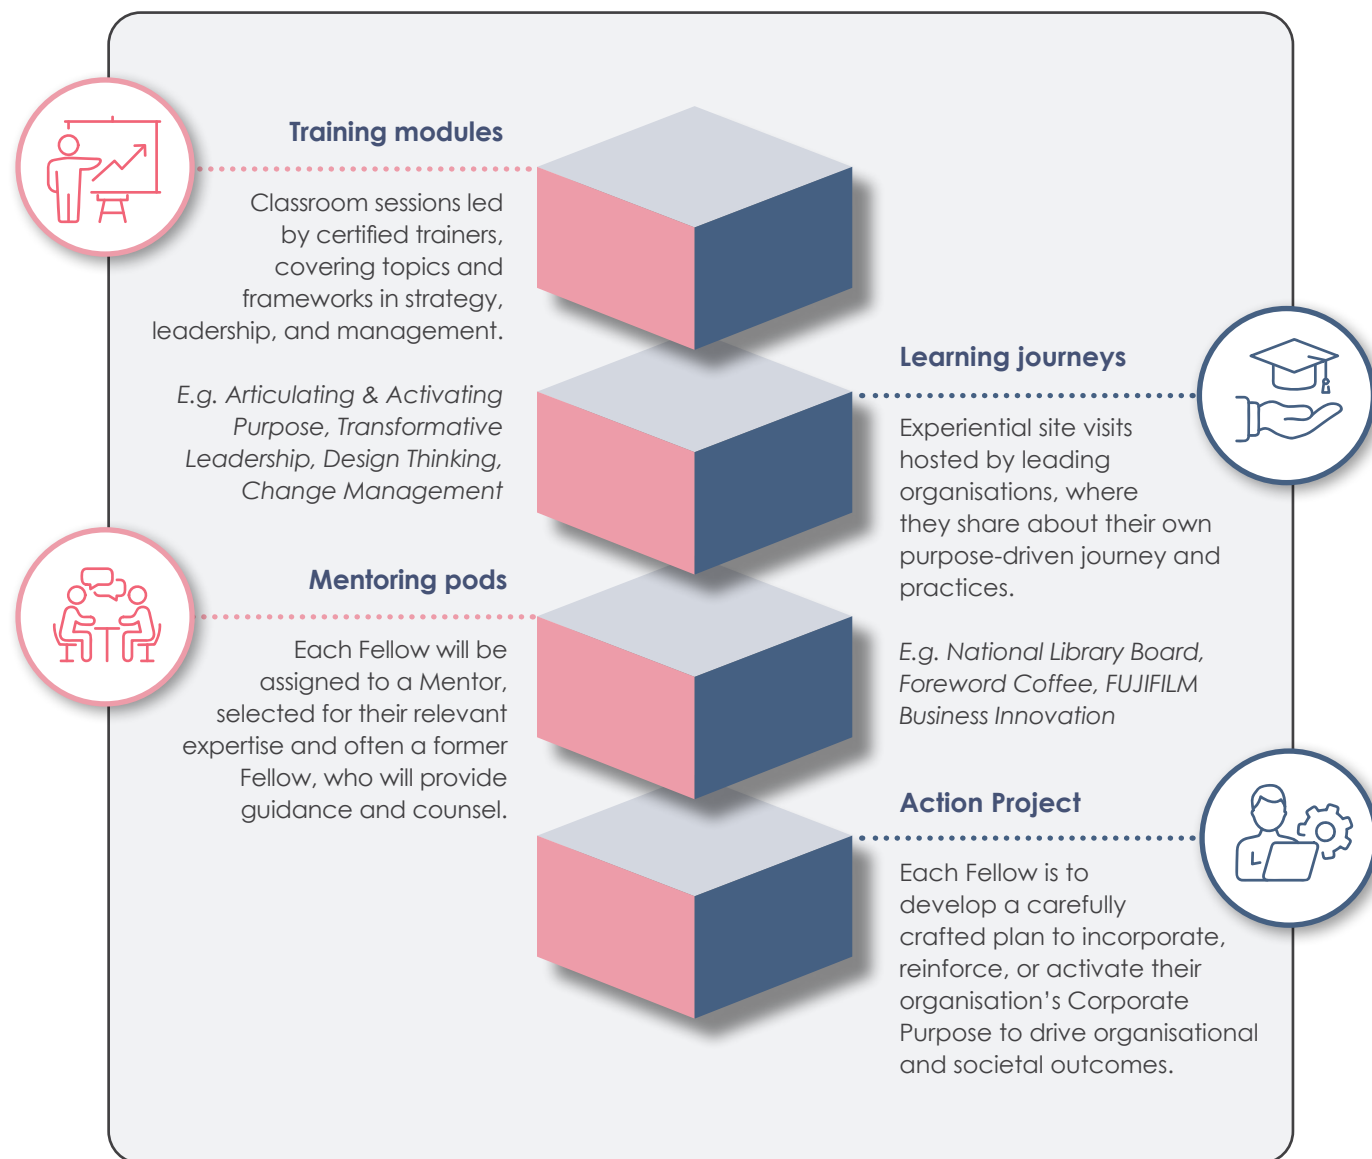 Training modules
Classroom sessions led
by certified trainers,
covering topics and
frameworks in strategy,
leadership, and management.
E.g. Articulating & Activating
Purpose, Transformative
Leadership, Design Thinking,
Change Management
Learning journeys
Experiential site visits
hosted by leading
organisations, where
they share about their own
purpose-driven journey and
practices.
E.g. National Library Board,
Foreword Coffee, FUJIFILM
Business Innovation
Mentoring pods
Each Fellow will be
assigned to a Mentor,
selected for their relevant
expertise and often a former
Fellow, who will provide
guidance and counsel.
Action Project
Each Fellow is to
develop a carefully
crafted plan to incorporate,
reinforce, or activate their
organisation’s Corporate
Purpose to drive organisational
and societal outcomes.